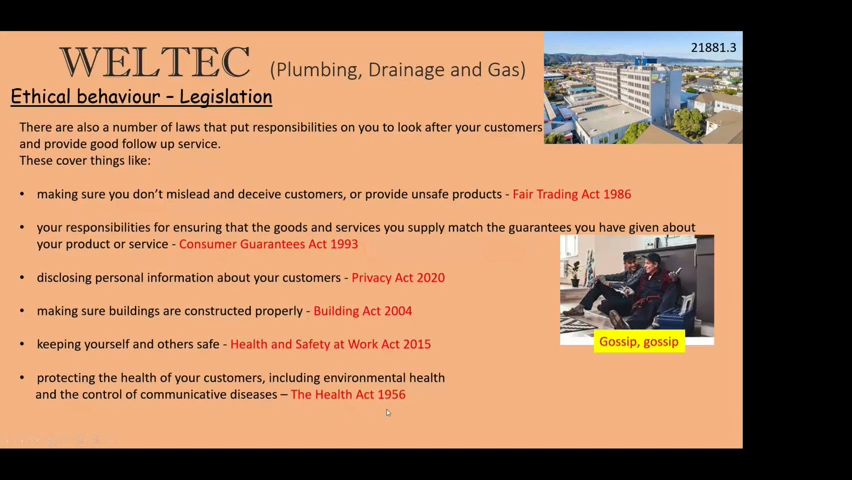 WELTEC (Plumbing, Drainage and Gas)
21881.3
Ethical behaviour – Legislation
There are also a number of laws that put responsibilities on you to look after your customers
and provide good follow up service.
These cover things like:
• making sure you don't mislead and deceive customers, or provide unsafe products - Fair Trading Act 1986
• your responsibilities for ensuring that the goods and services you supply match the guarantees you have given about
your product or service - Consumer Guarantees Act 1993
• disclosing personal information about your customers - Privacy Act 2020
• making sure buildings are constructed properly - Building Act 2004
Gossip, gossip
• keeping yourself and others safe - Health and Safety at Work Act 2015
• protecting the health of your customers, including environmental health
and the control of communicative diseases – The Health Act 1956